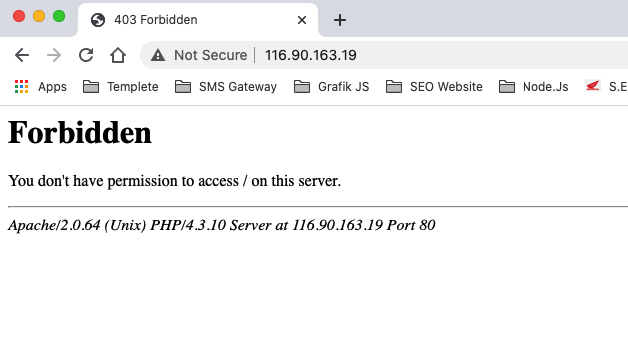 403 Forbidden
Not Secure 116.90.163.19
Apps Templete SMS Gateway Grafik JS SEO Website Node.Js S.E
Forbidden
You don't have permission to access / on this server.
Apache/2.0.64 (Unix) PHP/4.3.10 Server at 116.90.163.19 Port 80